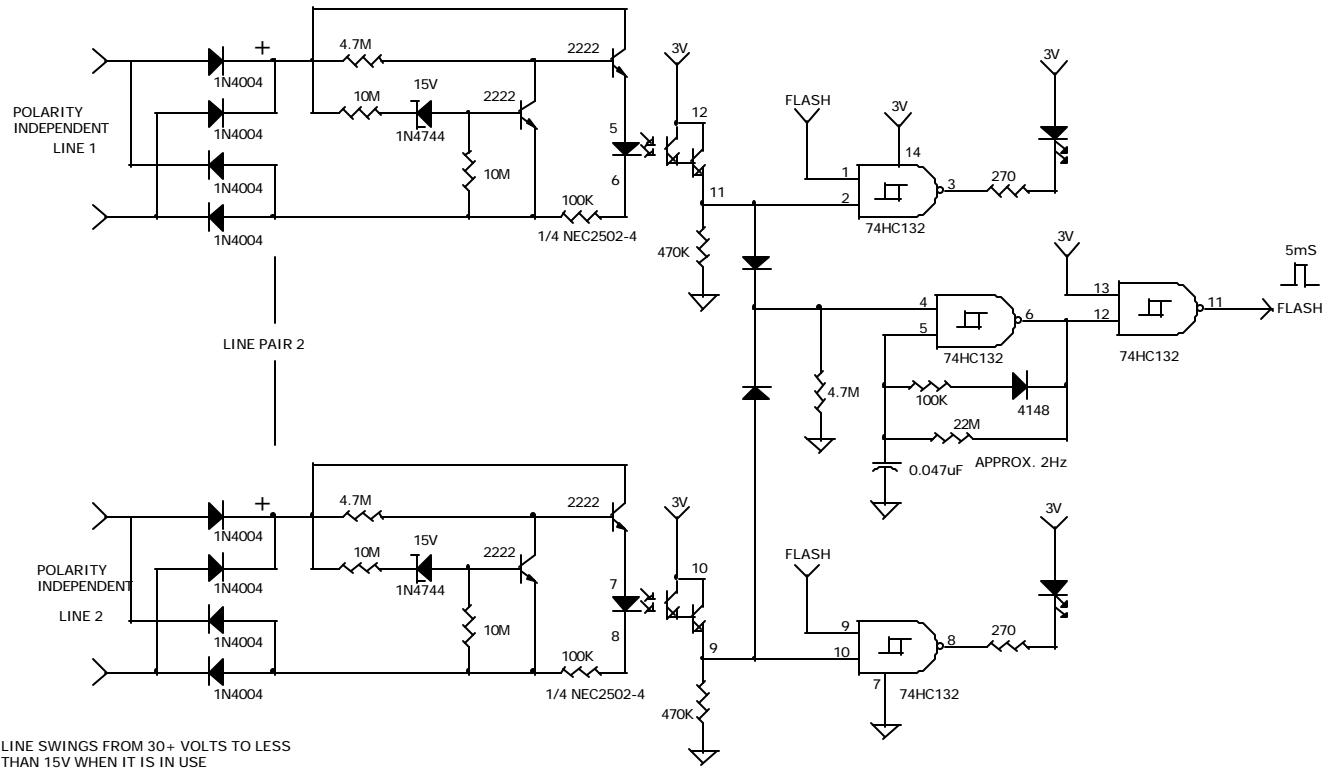 4.7M
2222
3V
+
1N4004
15V
10M
2222
1N4744
POLARITY
INDEPENDENT
LINE 1
1N4004
5
12
FLASH
3V
3V
14
1N4004
10M
6
11
1
2
3
270
100K
1N4004
1/4 NEC2502-4
470K
74HC132
3V
5mS
13
12
11
FLASH
4
5
6
74HC132
74HC132
LINE PAIR 2
4.7M
100K
4148
22M
0.047uF
APPROX. 2Hz
+
4.7M
2222
3V
1N4004
15V
10M
2222
1N4744
POLARITY
INDEPENDENT
LINE 2
1N4004
7
10
FLASH
3V
1N4004
10M
8
9
9
10
8
270
7
100K
1N4004
1/4 NEC2502-4
470K
74HC132
LINE SWINGS FROM 30+ VOLTS TO LESS
THAN 15V WHEN IT IS IN USE